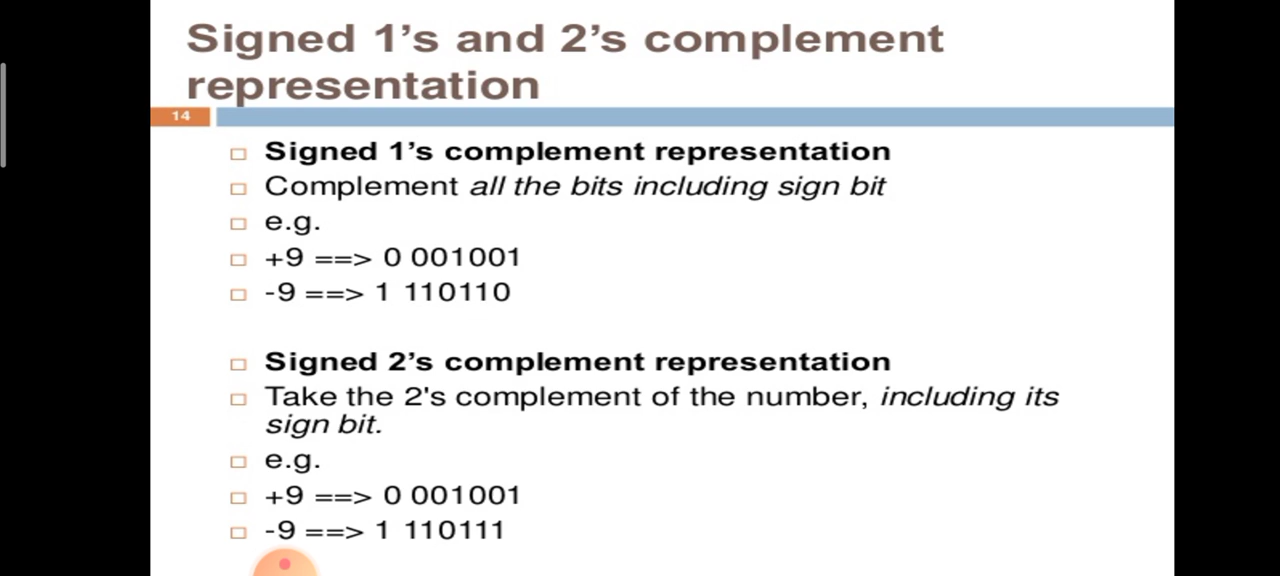 Signed 1’s and 2’s complement
representation
14
Signed 1’s complement representation
Complement all the bits including sign bit
e.g.
+9 ==> 0 001001
-9 ==> 1 110110
Signed 2’s complement representation
Take the 2's complement of the number, including its
sign bit.
e.g.
+9 ==> 0 001001
-9 ==> 1 110111